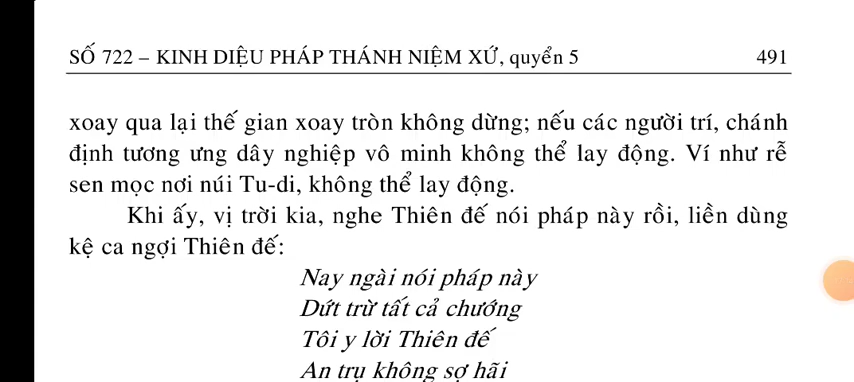 SỐ 722 – KINH DIỆU PHÁP THÁNH NIỆM XỨ, quyển 5 491
xoay qua lại thế gian xoay tròn không dừng; nếu các người trí, chánh
định tương ưng dây nghiệp vô minh không thể lay động. Ví như rễ
sen mọc nơi núi Tu-di, không thể lay động.
Khi ấy, vị trời kia, nghe Thiên đế nói pháp này rồi, liền dùng
kệ ca ngợi Thiên đế:
Nay ngài nói pháp này
Dứt trừ tất cả chướng
Tôi y lời Thiên đế
An trụ không sợ hãi